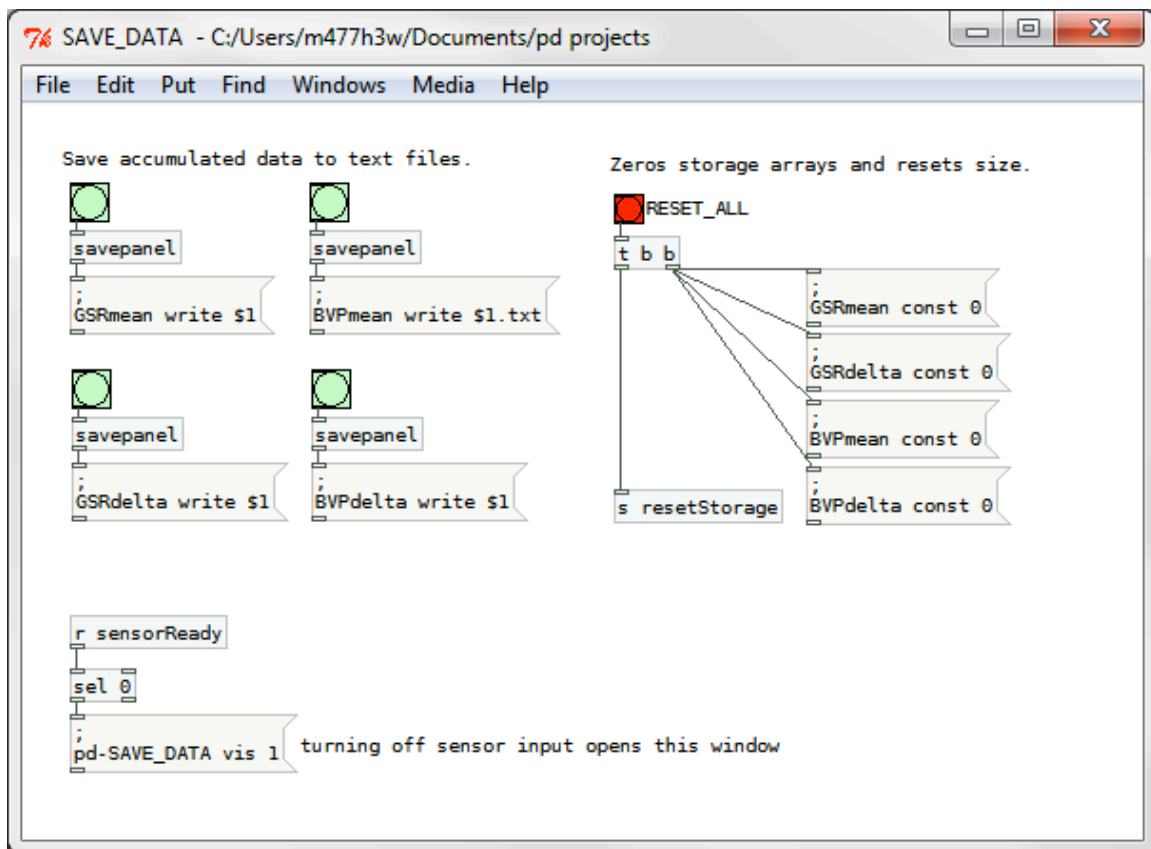 SAVE_DATA - C:/Users/m477h3w/Documents/pd projects
File Edit Put Find Windows Media Help
Save accumulated data to text files.
savepanel
;
GSRmean write $1
savepanel
;
BVPmean write $1.txt
savepanel
;
GSRdelta write $1
savepanel
;
BVPdelta write $1
Zeros storage arrays and resets size.
RESET_ALL
t b b
;
GSRmean const 0
;
GSRdelta const 0
;
BVPmean const 0
;
BVPdelta const 0
s resetStorage
r sensorReady
sel 0
;
pd-SAVE_DATA vis 1
turning off sensor input opens this window